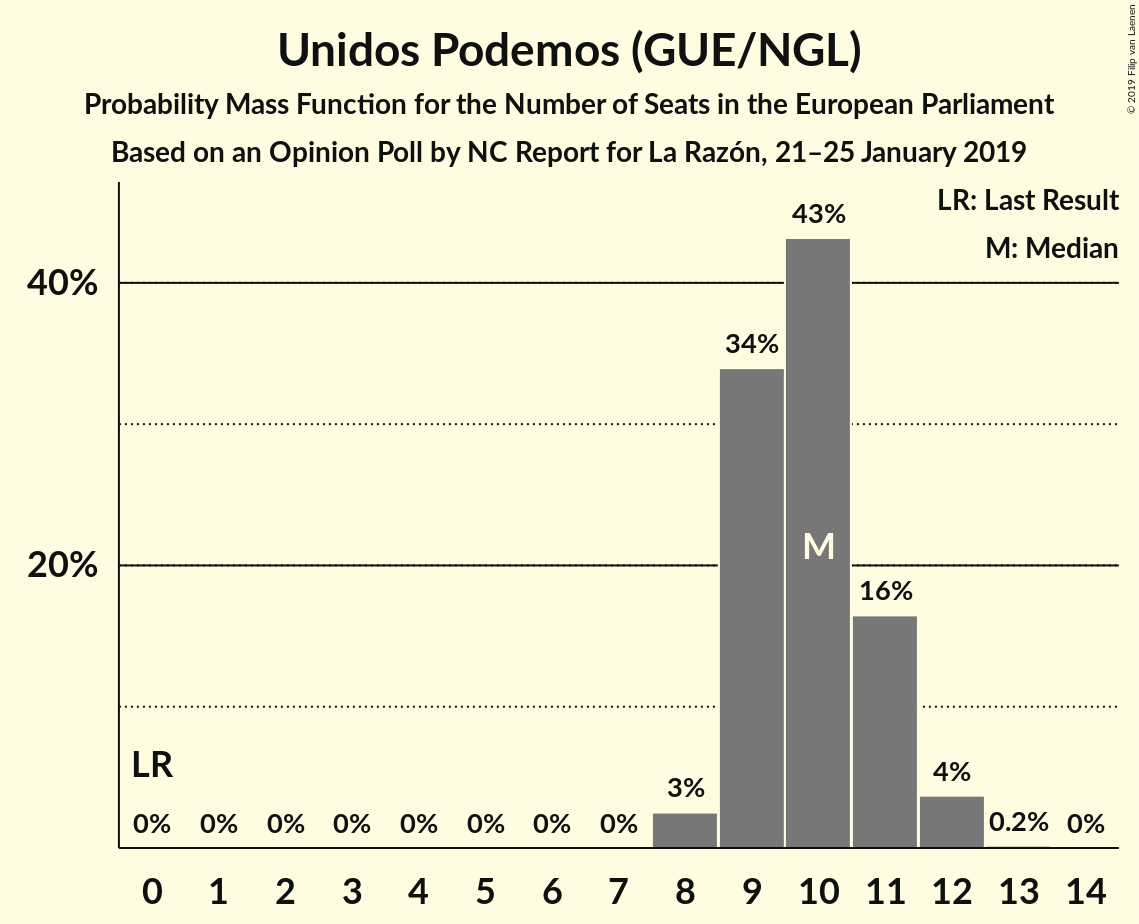 Unidos Podemos (GUE/NGL)
Probability Mass Function for the Number of Seats in the European Parliament
Based on an Opinion Poll by NC Report for La Razón, 21–25 January 2019
© 2019 Filip van Laenen
LR: Last Result
M: Median
43%
40%
34%
M
20%
16%
LR
4%
3%
0% 0% 0% 0% 0% 0% 0% 0% 0.2% 0%
0 1 2 3 4 5 6 7 8 9 10 11 12 13 14